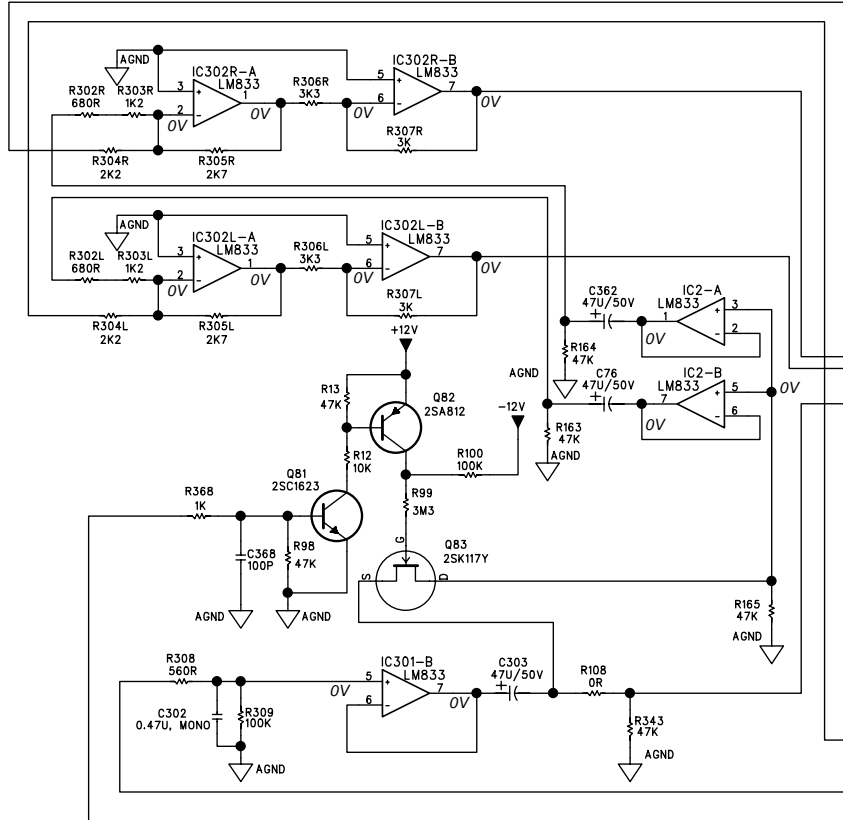 AGND
IC302R-A
LM833
IC302R-B
LM833
R302R
680R
R303R
1K2
3
2
1
+
-
0V
0V
R306R
3K3
5
6
7
+
-
0V
0V
R307R
3K
R304R
2K2
R305R
2K7
AGND
IC302L-A
LM833
IC302L-B
LM833
R302L
680R
R303L
1K2
3
2
1
+
-
0V
0V
R306L
3K3
5
6
7
+
-
0V
0V
R307L
3K
R304L
2K2
R305L
2K7
+12V
C362
47U/50V
+
IC2-A
LM833
1
3
2
+
-
0V
R164
47K
AGND
C76
47U/50V
+
IC2-B
LM833
7
5
6
+
-
0V
0V
R163
47K
AGND
R13
47K
Q82
2SA812
-12V
R12
10K
R100
100K
Q81
2SC1623
R99
3M3
R368
1K
C368
100P
R98
47K
G
S
D
Q83
2SK117Y
AGND
AGND
R165
47K
AGND
R308
560R
IC301-B
LM833
5
6
7
+
-
0V
0V
C303
47U/50V
+
R108
0R
C302
0.47U, MONO
R309
100K
R343
47K
AGND
AGND